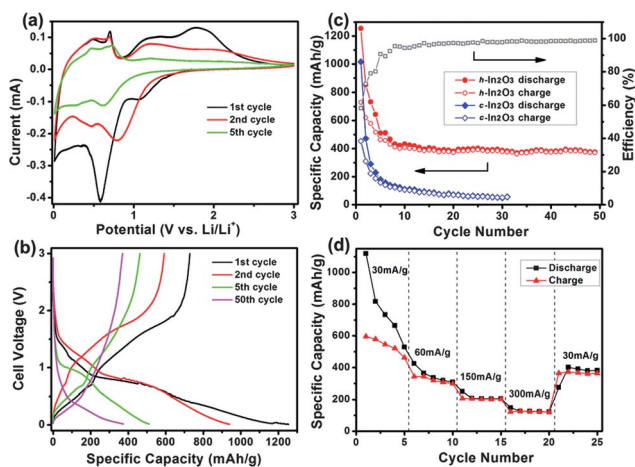 (a)
0.1
0.0
-0.1
-0.2
-0.3
-0.4
Current (mA)
1st cycle
2nd cycle
5th cycle
0 1 2 3
Potential (V vs. Li/Li+)
(b)
3
2
1
0
Cell Voltage (V)
1st cycle
2nd cycle
5th cycle
50th cycle
0 200 400 600 800 1000 1200
Specific Capacity (mAh/g)
(c)
1200
1000
800
600
400
200
0
Specific Capacity (mAh/g)
100
80
60
40
20
0
Efficiency (%)
h-In2O3 discharge
h-In2O3 charge
c-In2O3 discharge
c-In2O3 charge
0 10 20 30 40 50
Cycle Number
(d)
1000
800
600
400
200
0
Specific Capacity (mAh/g)
Discharge
Charge
30mA/g
60mA/g
150mA/g
300mA/g
30mA/g
0 5 10 15 20 25
Cycle Number